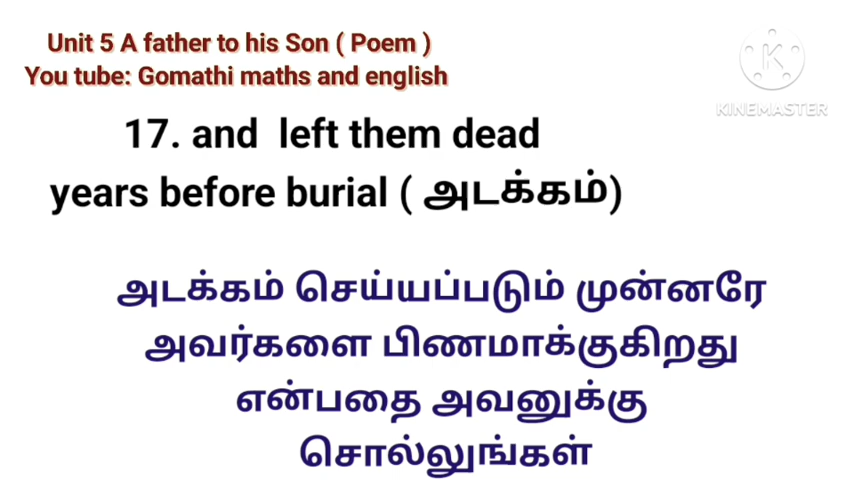 Unit 5 A father to his Son ( Poem )
You tube: Gomathi maths and english
KINEMASTER
17. and left them dead
years before burial ( அடக்கம்)
அடக்கம் செய்யப்படும் முன்னரே
அவர்களை பிணமாக்குகிறது
என்பதை அவனுக்கு
சொல்லுங்கள்